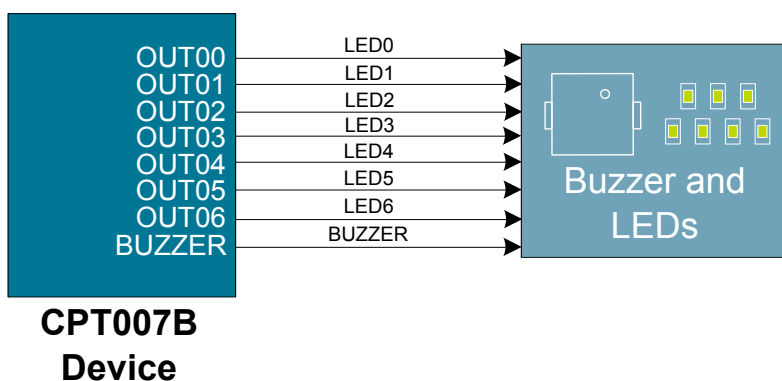 OUT00
OUT01
OUT02
OUT03
OUT04
OUT05
OUT06
BUZZER
LED0
LED1
LED2
LED3
LED4
LED5
LED6
BUZZER
Buzzer and
LEDs
CPT007B
Device